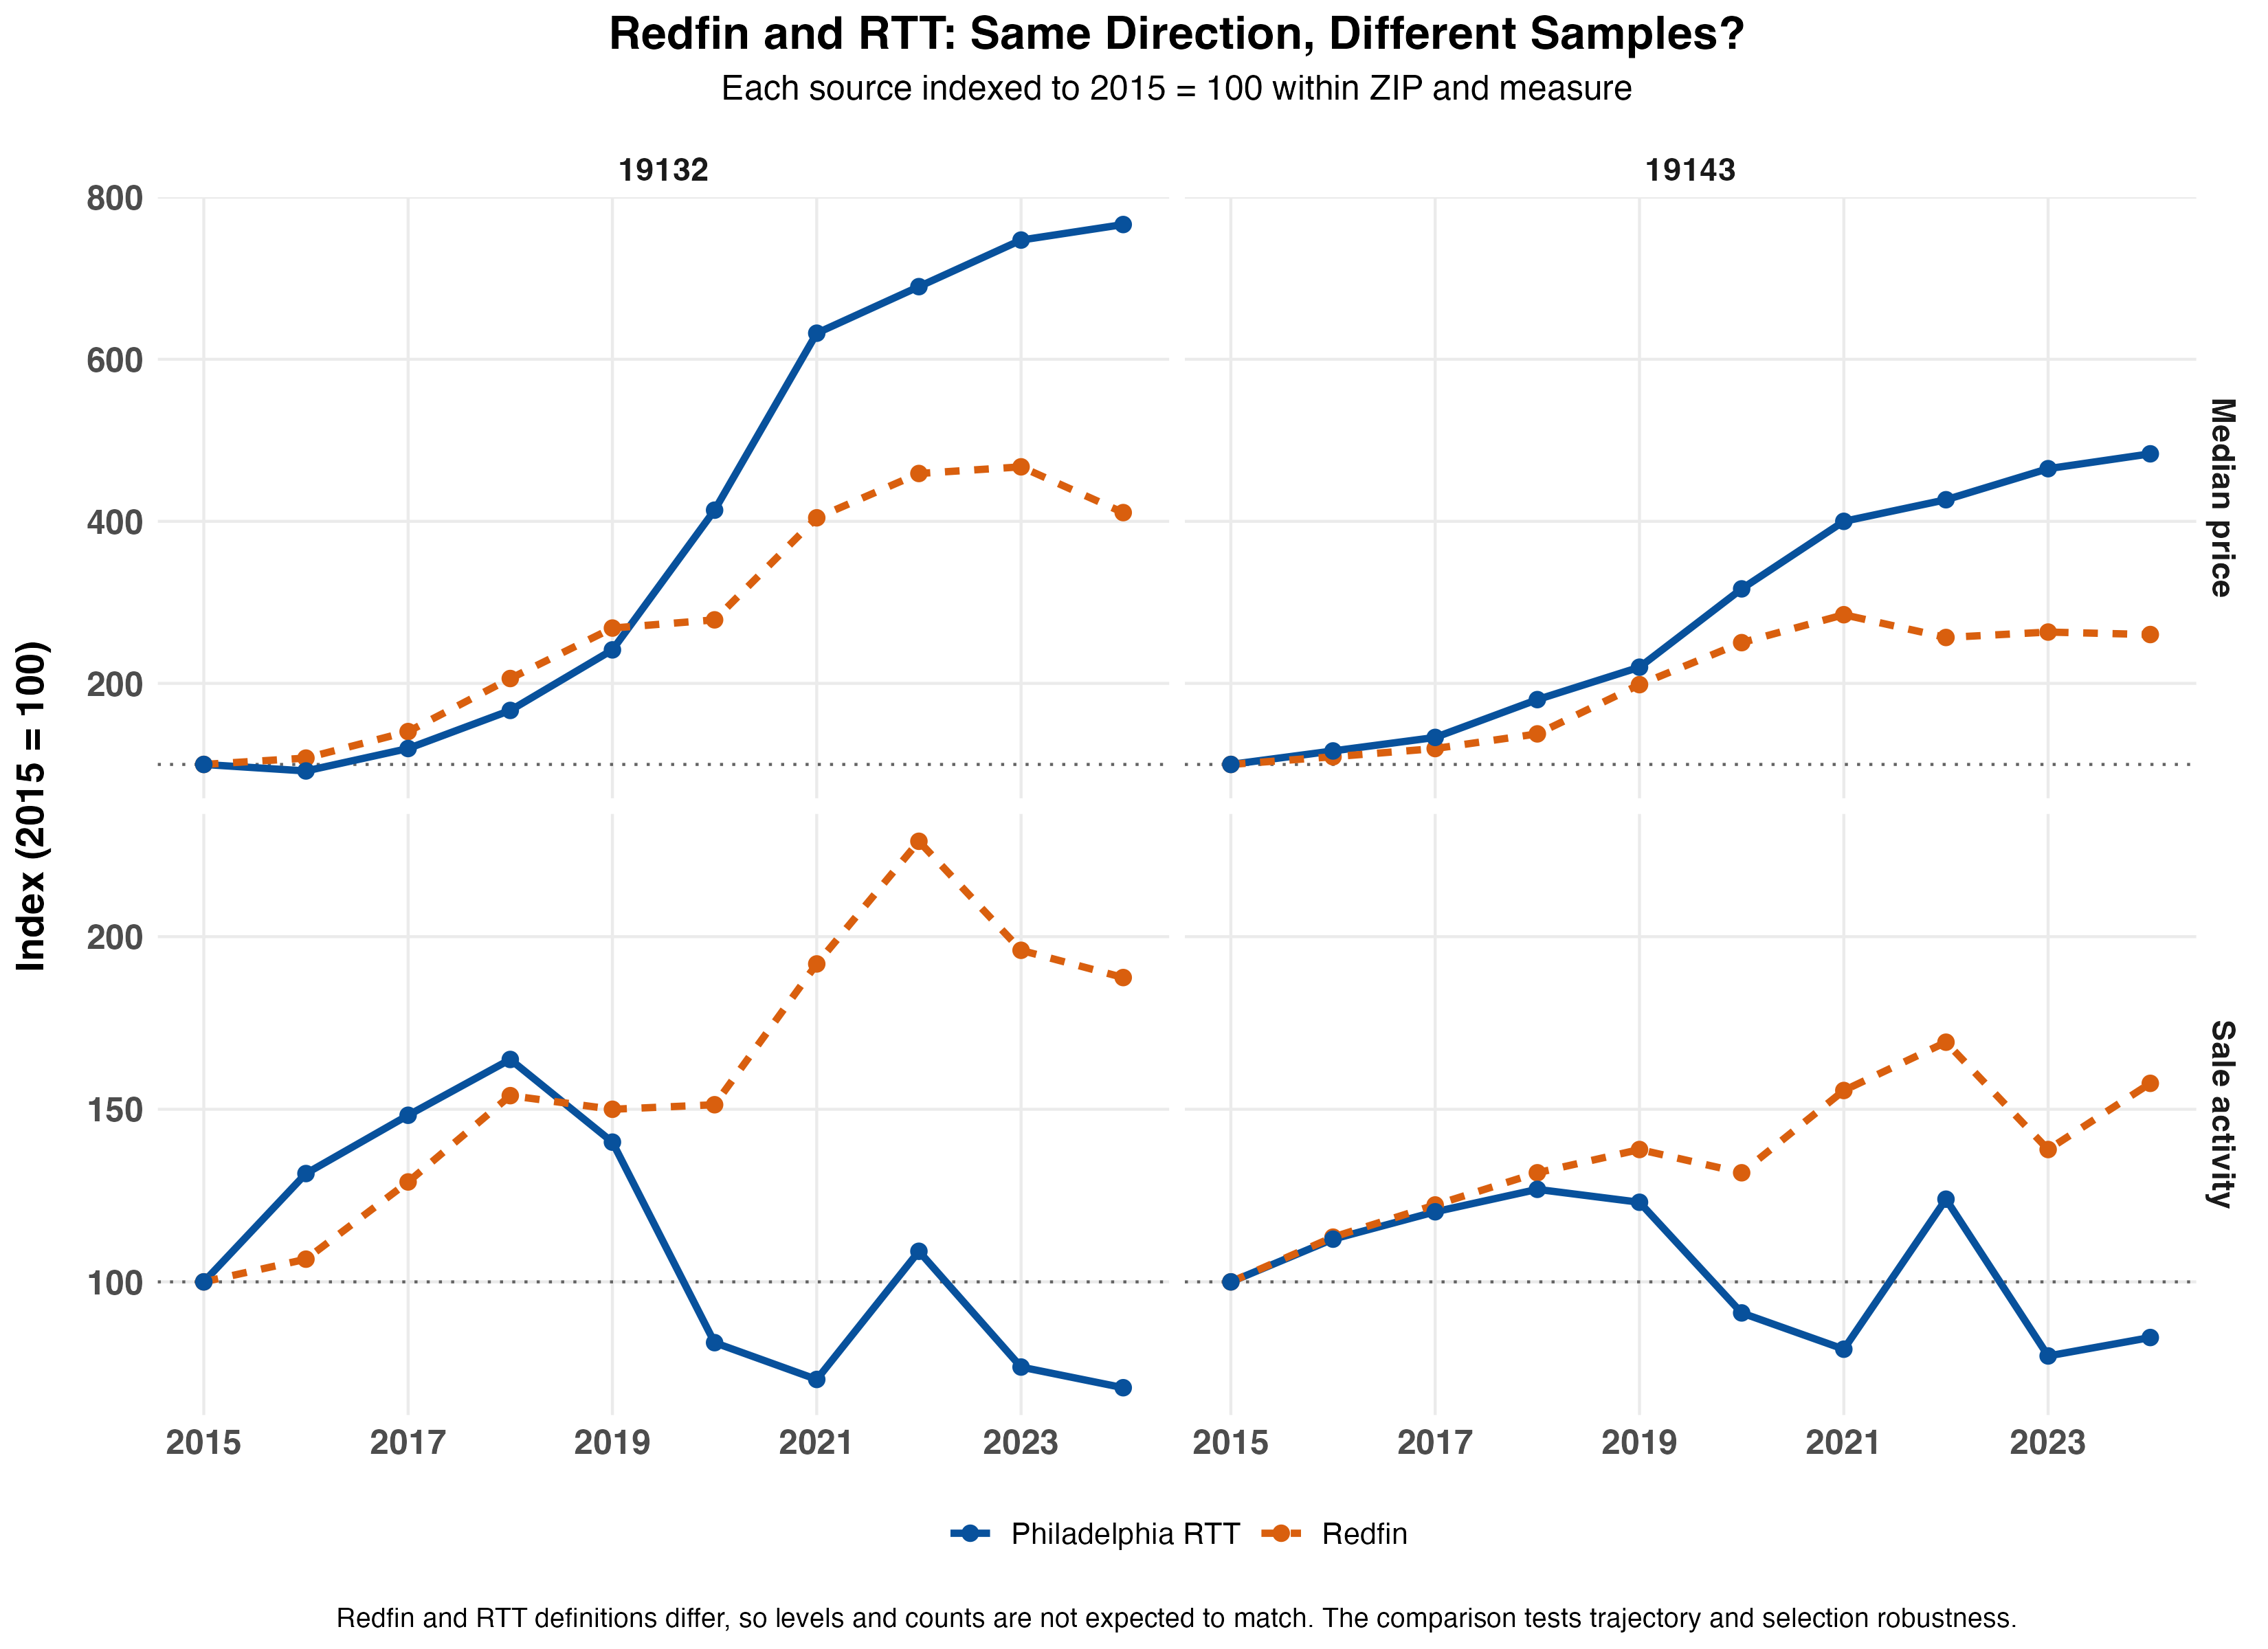 Redfin and RTT: Same Direction, Different Samples?
Each source indexed to 2015 = 100 within ZIP and measure
19132
19143
800
600
400
200
Median price
Index (2015 = 100)
200
150
100
Sale activity
2015
2017
2019
2021
2023
2015
2017
2019
2021
2023
Philadelphia RTT
Redfin
Redfin and RTT definitions differ, so levels and counts are not expected to match. The comparison tests trajectory and selection robustness.